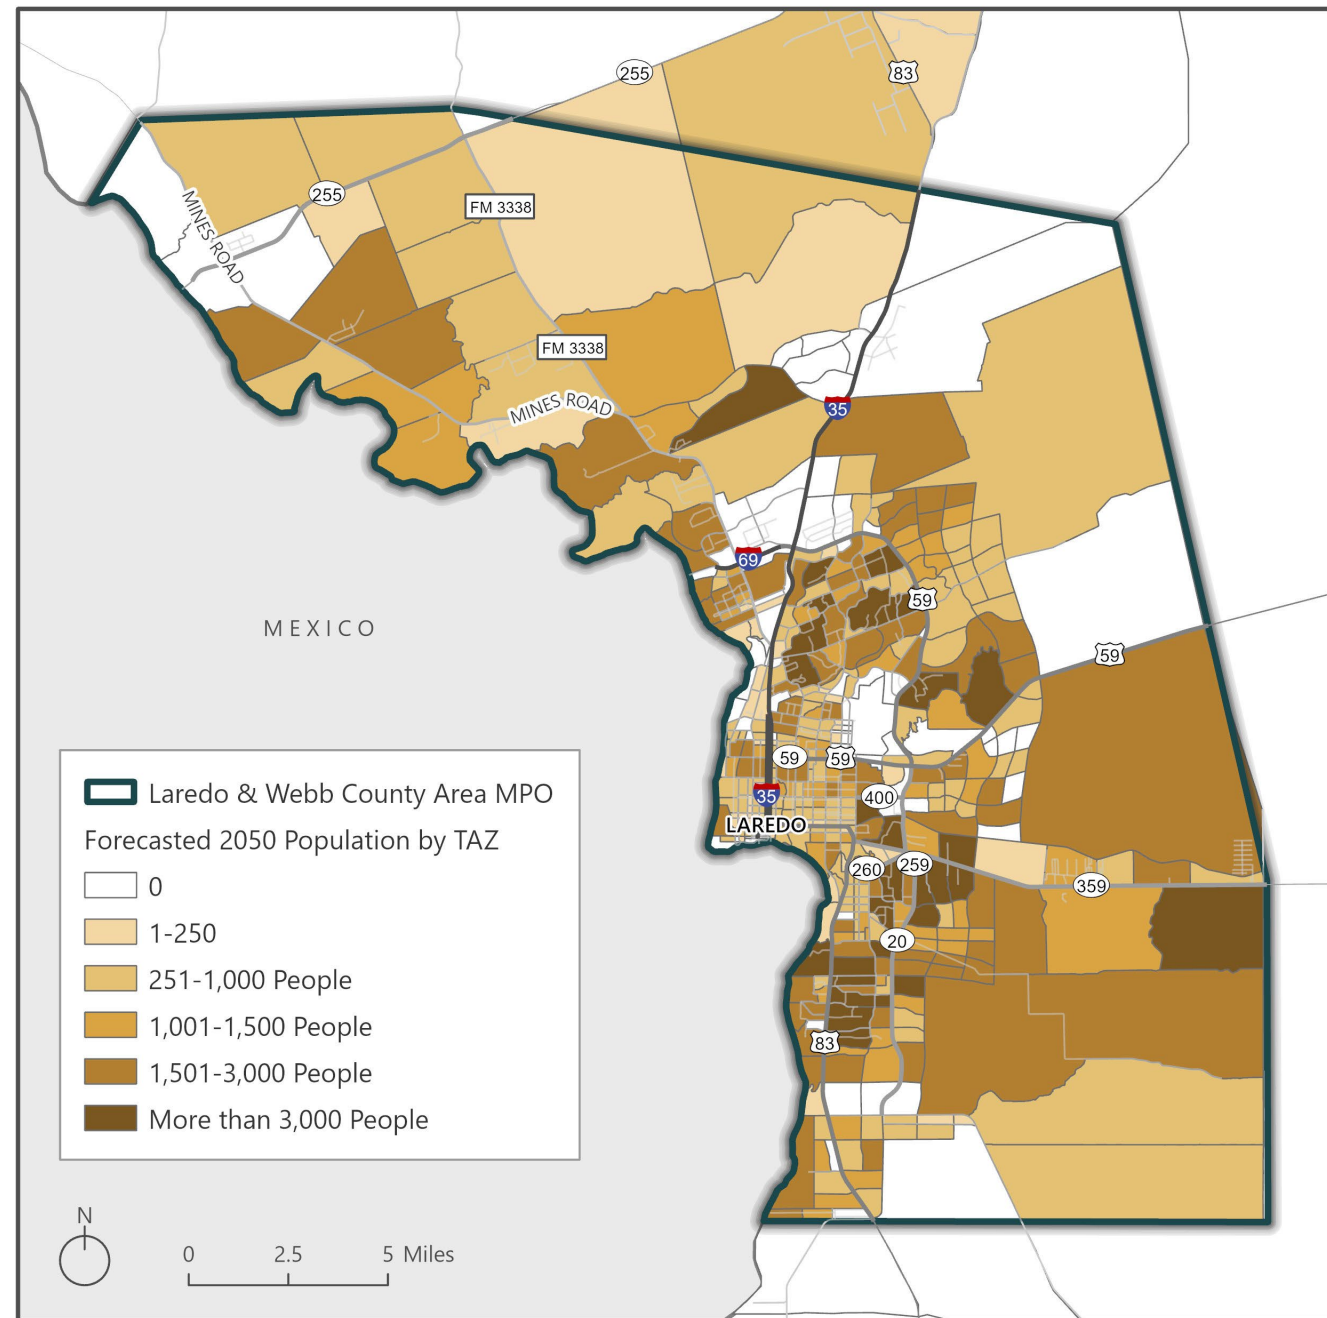 255
83
255
MINES ROAD
FM 3338
FM 3338
MINES ROAD
35
69
59
MEXICO
59
59
59
35
400
LAREDO
260
259
359
20
83
Laredo & Webb County Area MPO
Forecasted 2050 Population by TAZ
0
1-250
251-1,000 People
1,001-1,500 People
1,501-3,000 People
More than 3,000 People
N
0 2.5 5 Miles